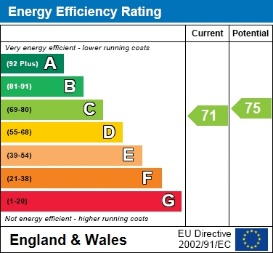 Energy Efficiency Rating
Current Potential
Very energy efficient - lower running costs
(92 Plus) A
(81-91) B
(69-80) C
(55-68) D
(39-54) E
(21-38) F
(1-20) G
71
75
Not energy efficient - higher running costs
England & Wales
EU Directive
2002/91/EC